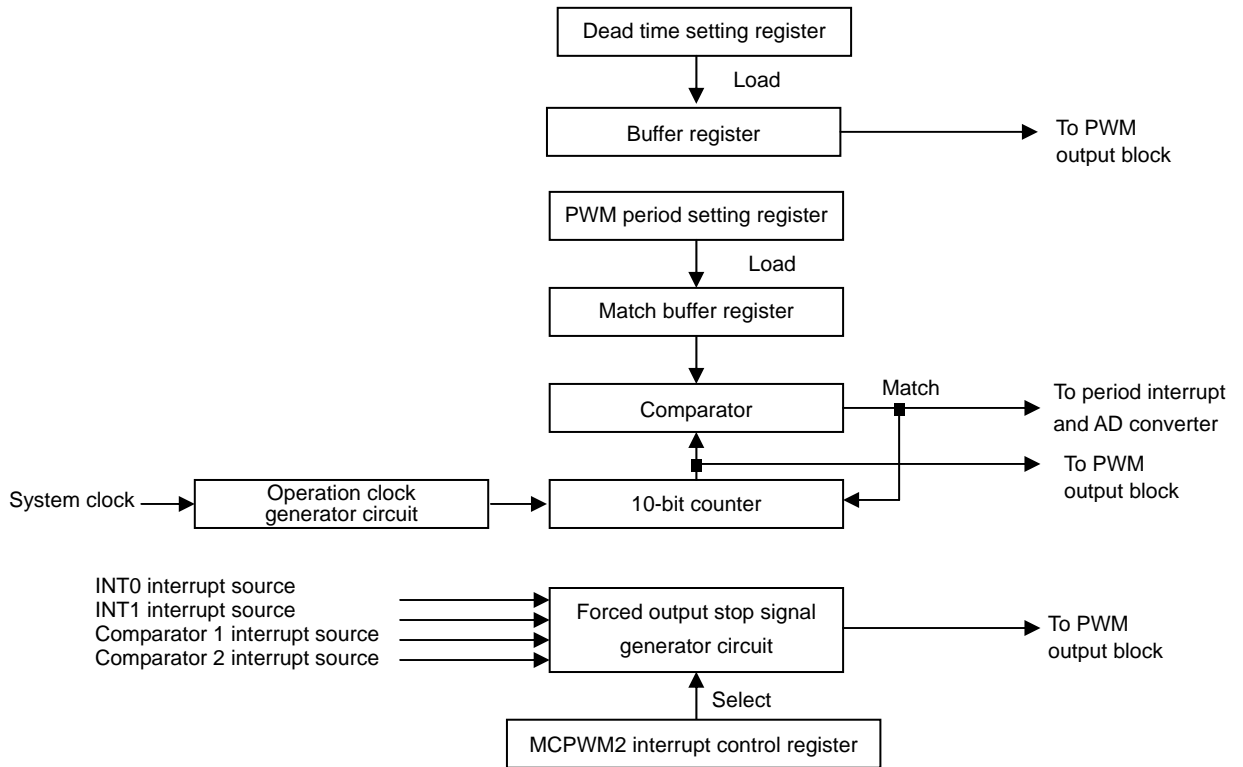 Dead time setting register
Load
Buffer register
To PWM
output block
PWM period setting register
Load
Match buffer register
Comparator
Match
To period interrupt
and AD converter
To PWM
output block
System clock
Operation clock
generator circuit
10-bit counter
INT0 interrupt source
INT1 interrupt source
Comparator 1 interrupt source
Comparator 2 interrupt source
Forced output stop signal
generator circuit
To PWM
output block
Select
MCPWM2 interrupt control register